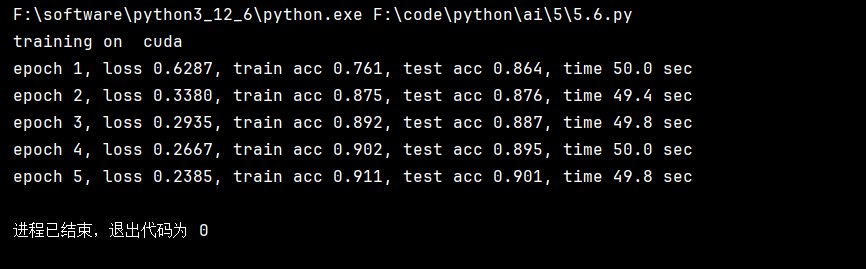 F:\software\python3_12_6\python.exe F:\code\python\ai\5\5.6.py
training on  cuda
epoch 1, loss 0.6287, train acc 0.761, test acc 0.864, time 50.0 sec
epoch 2, loss 0.3380, train acc 0.875, test acc 0.876, time 49.4 sec
epoch 3, loss 0.2935, train acc 0.892, test acc 0.887, time 49.8 sec
epoch 4, loss 0.2667, train acc 0.902, test acc 0.895, time 50.0 sec
epoch 5, loss 0.2385, train acc 0.911, test acc 0.901, time 49.8 sec
进程已结束，退出代码为 0